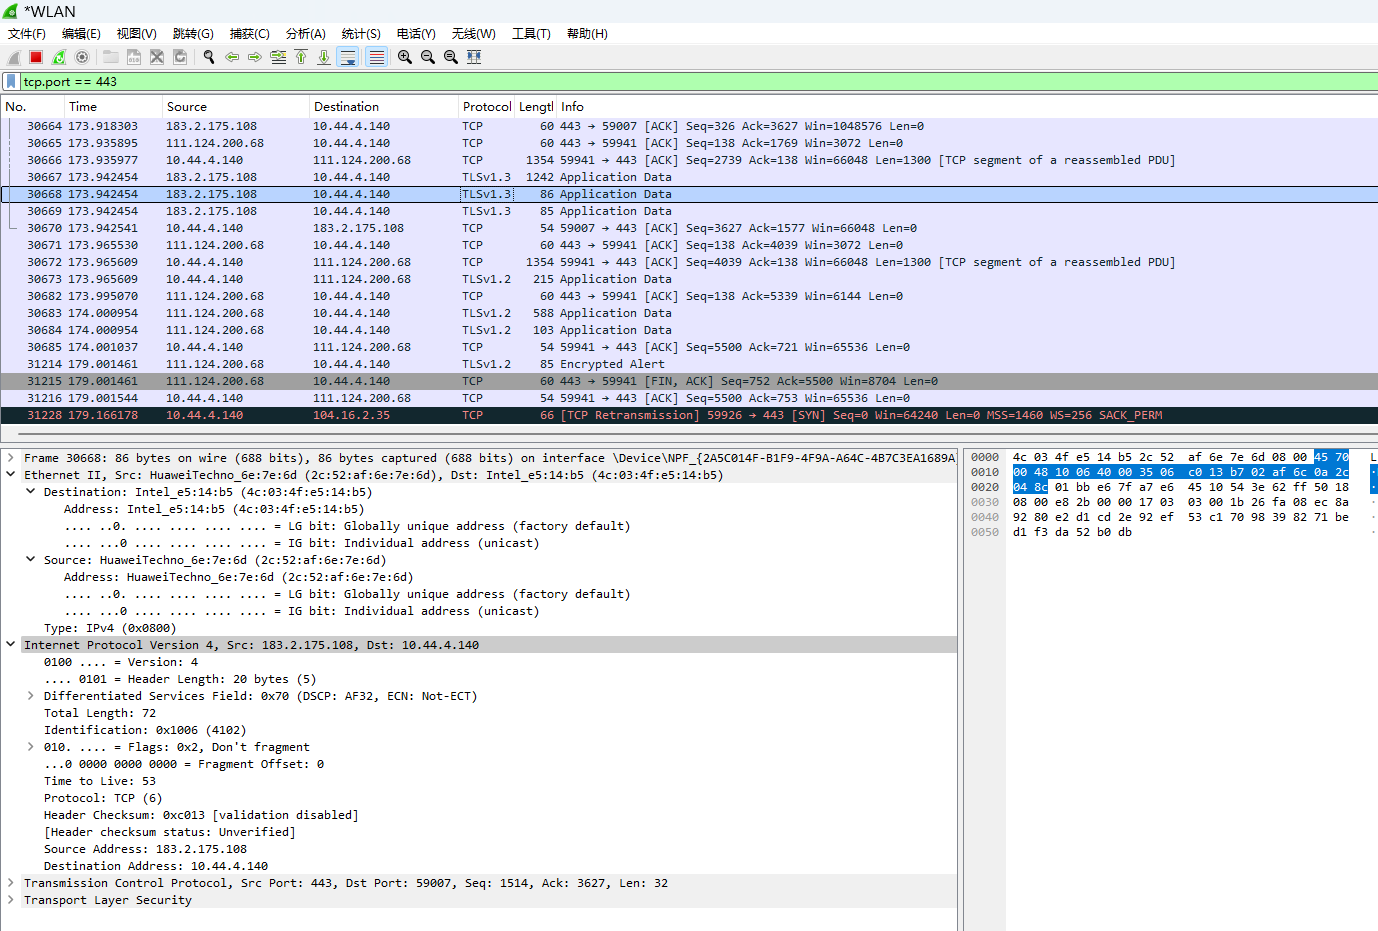 *WLAN
文件(F) 编辑(E) 视图(V) 跳转(G) 捕获(C) 分析(A) 统计(S) 电话(Y) 无线(W) 工具(T) 帮助(H)
tcp.port == 443
No. Time Source Destination Protocol Lengtl Info
30664 173.918303 183.2.175.108 10.44.4.140 TCP 60 443 → 59007 [ACK] Seq=326 Ack=3627 Win=1048576 Len=0
30665 173.935895 111.124.200.68 10.44.4.140 TCP 60 443 → 59941 [ACK] Seq=138 Ack=1769 Win=3072 Len=0
30666 173.935977 10.44.4.140 111.124.200.68 TCP 1354 59941 → 443 [ACK] Seq=2739 Ack=138 Win=66048 Len=1300 [TCP segment of a reassembled PDU]
30667 173.942454 183.2.175.108 10.44.4.140 TLSv1.3 1242 Application Data
30668 173.942454 183.2.175.108 10.44.4.140 TLSv1.3 86 Application Data
30669 173.942454 183.2.175.108 10.44.4.140 TLSv1.3 85 Application Data
30670 173.942541 10.44.4.140 183.2.175.108 TCP 54 59007 → 443 [ACK] Seq=3627 Ack=1577 Win=66048 Len=0
30671 173.965530 111.124.200.68 10.44.4.140 TCP 60 443 → 59941 [ACK] Seq=138 Ack=4039 Win=3072 Len=0
30672 173.965609 10.44.4.140 111.124.200.68 TCP 1354 59941 → 443 [ACK] Seq=4039 Ack=138 Win=66048 Len=1300 [TCP segment of a reassembled PDU]
30673 173.965609 10.44.4.140 111.124.200.68 TLSv1.2 215 Application Data
30682 173.995070 111.124.200.68 10.44.4.140 TCP 60 443 → 59941 [ACK] Seq=138 Ack=5339 Win=6144 Len=0
30683 174.000954 111.124.200.68 10.44.4.140 TLSv1.2 588 Application Data
30684 174.000954 111.124.200.68 10.44.4.140 TLSv1.2 103 Application Data
30685 174.001037 10.44.4.140 111.124.200.68 TCP 54 59941 → 443 [ACK] Seq=5500 Ack=721 Win=65536 Len=0
31214 179.001461 111.124.200.68 10.44.4.140 TLSv1.2 85 Encrypted Alert
31215 179.001461 111.124.200.68 10.44.4.140 TCP 60 443 → 59941 [FIN, ACK] Seq=752 Ack=5500 Win=8704 Len=0
31216 179.001544 10.44.4.140 111.124.200.68 TCP 54 59941 → 443 [ACK] Seq=5500 Ack=753 Win=65536 Len=0
31228 179.166178 10.44.4.140 104.16.2.35 TCP 66 [TCP Retransmission] 59926 → 443 [SYN] Seq=0 Win=64240 Len=0 MSS=1460 WS=256 SACK_PERM
Frame 30668: 86 bytes on wire (688 bits), 86 bytes captured (688 bits) on interface \Device\NPF_{2A5C014F-B1F9-4F9A-A64C-4B7C3EA1689A}
Ethernet II, Src: HuaweiTechno_6e:7e:6d (2c:52:af:6e:7e:6d), Dst: Intel_e5:14:b5 (4c:03:4f:e5:14:b5)
Destination: Intel_e5:14:b5 (4c:03:4f:e5:14:b5)
Address: Intel_e5:14:b5 (4c:03:4f:e5:14:b5)
.... ..0. .... .... .... .... = LG bit: Globally unique address (factory default)
.... ...0 .... .... .... .... = IG bit: Individual address (unicast)
Source: HuaweiTechno_6e:7e:6d (2c:52:af:6e:7e:6d)
Address: HuaweiTechno_6e:7e:6d (2c:52:af:6e:7e:6d)
.... ..0. .... .... .... .... = LG bit: Globally unique address (factory default)
.... ...0 .... .... .... .... = IG bit: Individual address (unicast)
Type: IPv4 (0x0800)
Internet Protocol Version 4, Src: 183.2.175.108, Dst: 10.44.4.140
0100 .... = Version: 4
.... 0101 = Header Length: 20 bytes (5)
Differentiated Services Field: 0x70 (DSCP: AF32, ECN: Not-ECT)
Total Length: 72
Identification: 0x1006 (4102)
010. .... = Flags: 0x2, Don't fragment
...0 0000 0000 0000 = Fragment Offset: 0
Time to Live: 53
Protocol: TCP (6)
Header Checksum: 0xc013 [validation disabled]
[Header checksum status: Unverified]
Source Address: 183.2.175.108
Destination Address: 10.44.4.140
Transmission Control Protocol, Src Port: 443, Dst Port: 59007, Seq: 1514, Ack: 3627, Len: 32
Transport Layer Security
0000 4c 03 4f e5 14 b5 2c 52 af 6e 7e 6d 08 00 45 70 L
0010 00 48 10 06 40 00 35 06 c0 13 b7 02 af 6c 0a 2c ·
0020 04 8c 01 bb e6 7f a7 e6 45 10 54 3e 62 ff 50 18 ·
0030 08 00 e8 2b 00 00 17 03 03 00 1b 26 fa 08 ec 8a ·
0040 92 80 e2 d1 cd 2e 92 ef 53 c1 70 98 39 82 71 be ·
0050 d1 f3 da 52 b0 db ·